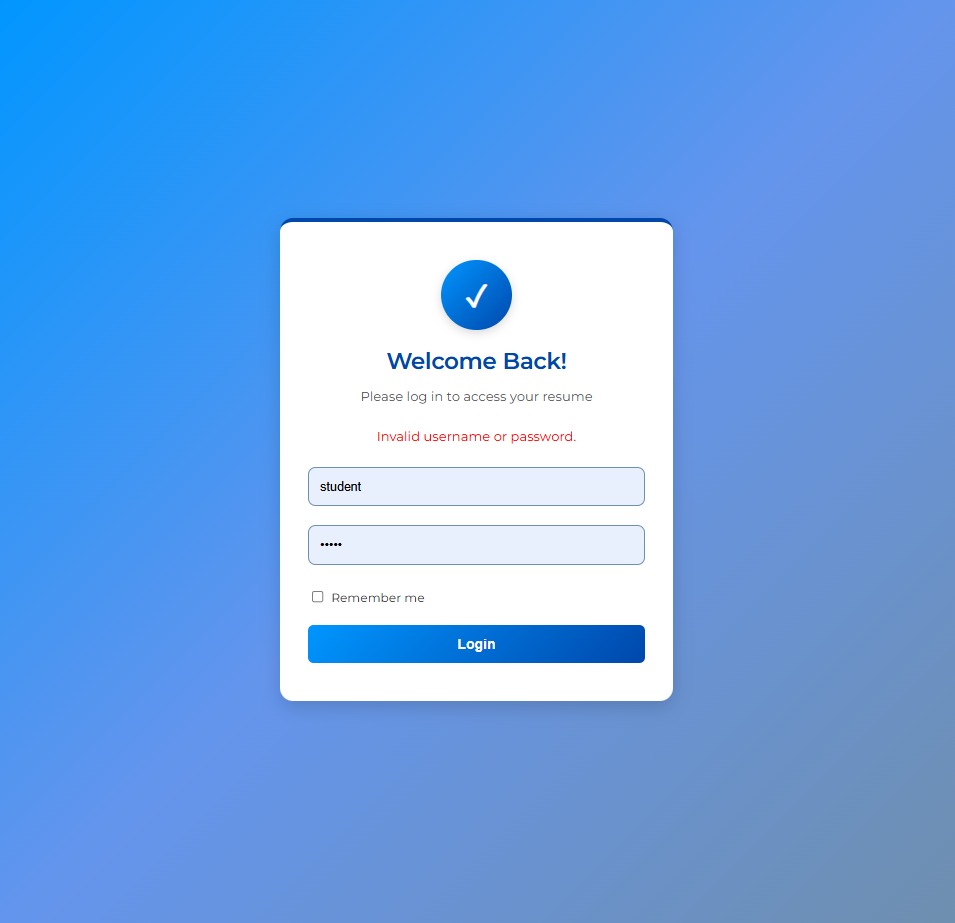 Welcome Back!
Please log in to access your resume
Invalid username or password.
student
•••••
Remember me
Login